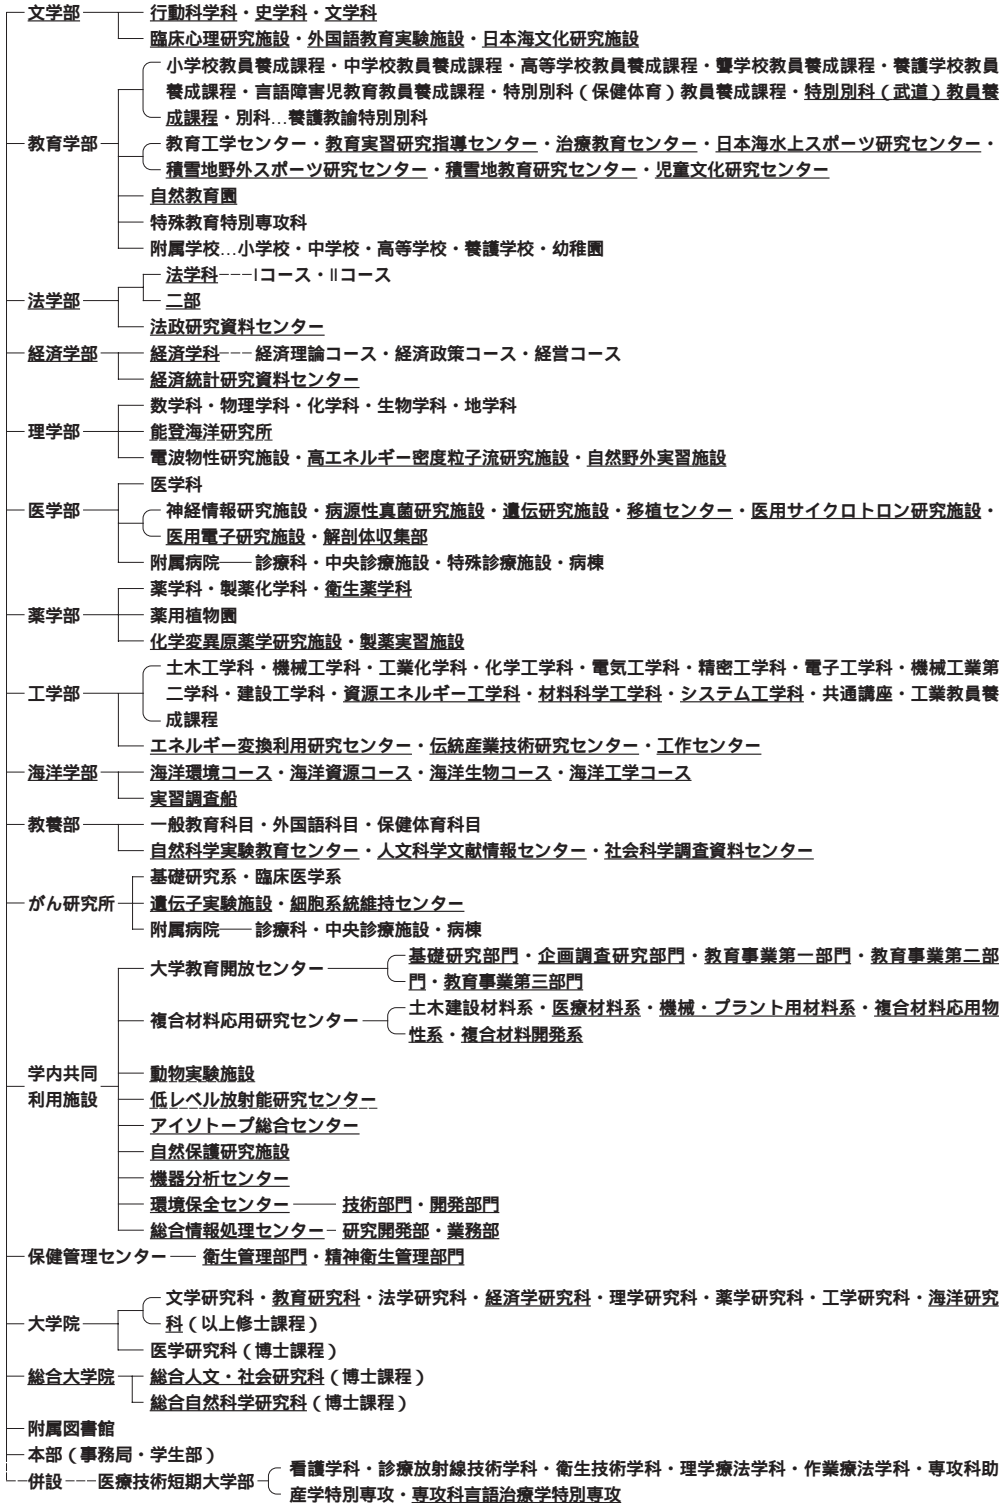 文学部 行動科学科・史学科・文学科
臨床心理研究施設・外国語教育実験施設・日本海文化研究施設
小学校教員養成課程・中学校教員養成課程・高等学校教員養成課程・聾学校教員養成課程・養護学校教員
養成課程・言語障害児教育教員養成課程・特別別科(保健体育)教員養成課程・特別別科(武道)教員養
成課程・別科…養護教諭特別別科
教育学部 教育工学センター・教育実習研究指導センター・治療教育センター・日本海水上スポーツ研究センター・
積雪地野外スポーツ研究センター・積雪地教育研究センター・児童文化研究センター
自然教育園
特殊教育特別専攻科
附属学校…小学校・中学校・高等学校・養護学校・幼稚園
法学科---Iコース・IIコース
法学部 二部
法政研究資料センター
経済学部 経済学科---経済理論コース・経済政策コース・経営コース
経済統計研究資料センター
数学科・物理学科・化学科・生物学科・地学科
理学部 能登海洋研究所
電波物性研究施設・高エネルギー密度粒子流研究施設・自然野外実習施設
医学科
医学部 神経情報研究施設・病源性真菌研究施設・遺伝研究施設・移植センター・医用サイクロトロン研究施設・
医用電子研究施設・解剖体収集部
附属病院 診療科・中央診療施設・特殊診療施設・病棟
薬学科・製薬化学科・衛生薬学科
薬学部 薬用植物園
化学変異原薬学研究施設・製薬実習施設
土木工学科・機械工学科・工業化学科・化学工学科・電気工学科・精密工学科・電子工学科・機械工業第
工学部 二学科・建設工学科・資源エネルギー工学科・材料科学工学科・システム工学科・共通講座・工業教員養
成課程
エネルギー変換利用研究センター・伝統産業技術研究センター・工作センター
海洋学部 海洋環境コース・海洋資源コース・海洋生物コース・海洋工学コース
実習調査船
教養部 一般教育科目・外国語科目・保健体育科目
自然科学実験教育センター・人文科学文献情報センター・社会科学調査資料センター
基礎研究系・臨床医学系
がん研究所 遺伝子実験施設・細胞系統維持センター
附属病院 診療科・中央診療施設・病棟
大学教育開放センター 基礎研究部門・企画調査研究部門・教育事業第一部門・教育事業第二部
門・教育事業第三部門
複合材料応用研究センター 土木建設材料系・医療材料系・機械・プラント用材料系・複合材料応用物
性系・複合材料開発系
学内共同 動物実験施設
利用施設 低レベル放射能研究センター
アイソトープ総合センター
自然保護研究施設
機器分析センター
環境保全センター 技術部門・開発部門
総合情報処理センター 研究開発部・業務部
保健管理センター 衛生管理部門・精神衛生管理部門
文学研究科・教育研究科・法学研究科・経済学研究科・理学研究科・薬学研究科・工学研究科・海洋研究
大学院 科(以上修士課程)
医学研究科(博士課程)
総合大学院 総合人文・社会研究科(博士課程)
総合自然科学研究科(博士課程)
附属図書館
本部(事務局・学生部)
併設---医療技術短期大学部 看護学科・診療放射線技術学科・衛生技術学科・理学療法学科・作業療法学科・専攻科助
産学特別専攻・専攻科言語治療学特別専攻